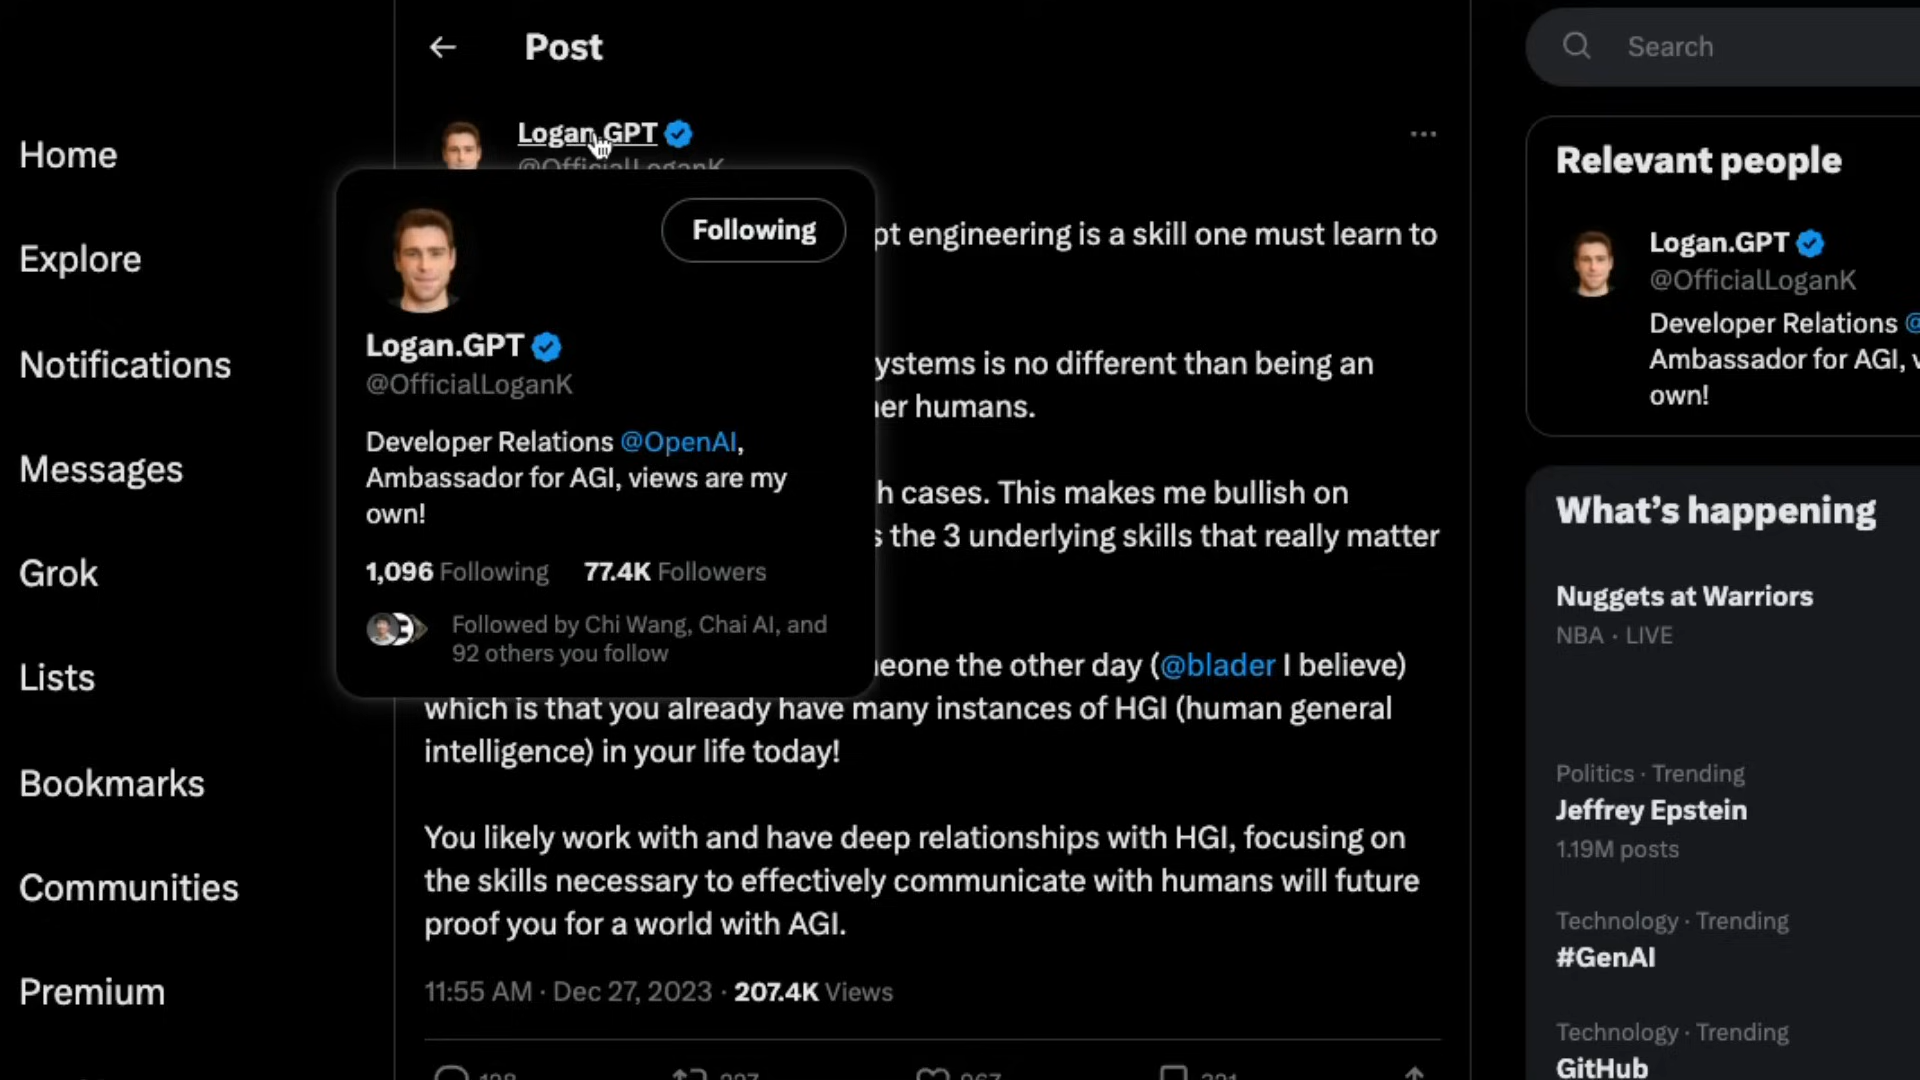 Post
Search
Home
Explore
Notifications
Messages
Grok
Lists
Bookmarks
Communities
Premium
Logan.GPT
@OfficialLoganK
Following
Logan.GPT
@OfficialLoganK
Developer Relations @OpenAI,
Ambassador for AGI, views are my
own!
1,096 Following 77.4K Followers
Followed by Chi Wang, Chai AI, and
92 others you follow
pt engineering is a skill one must learn to
ystems is no different than being an
er humans.
h cases. This makes me bullish on
s the 3 underlying skills that really matter
eone the other day (@blader I believe)
which is that you already have many instances of HGI (human general
intelligence) in your life today!
You likely work with and have deep relationships with HGI, focusing on
the skills necessary to effectively communicate with humans will future
proof you for a world with AGI.
11:55 AM · Dec 27, 2023 · 207.4K Views
Relevant people
Logan.GPT
@OfficialLoganK
Developer Relations @
Ambassador for AGI, v
own!
What's happening
Nuggets at Warriors
NBA · LIVE
Politics · Trending
Jeffrey Epstein
1.19M posts
Technology · Trending
#GenAI
Technology · Trending
GitHub